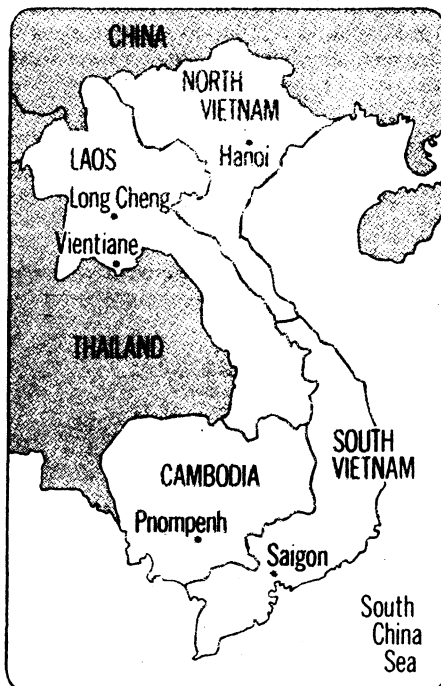 CHINA
NORTH
VIETNAM
Hanoi
LAOS
Long Cheng
Vientiane
THAILAND
CAMBODIA
Pnompenh
SOUTH
VIETNAM
Saigon
South
China
Sea